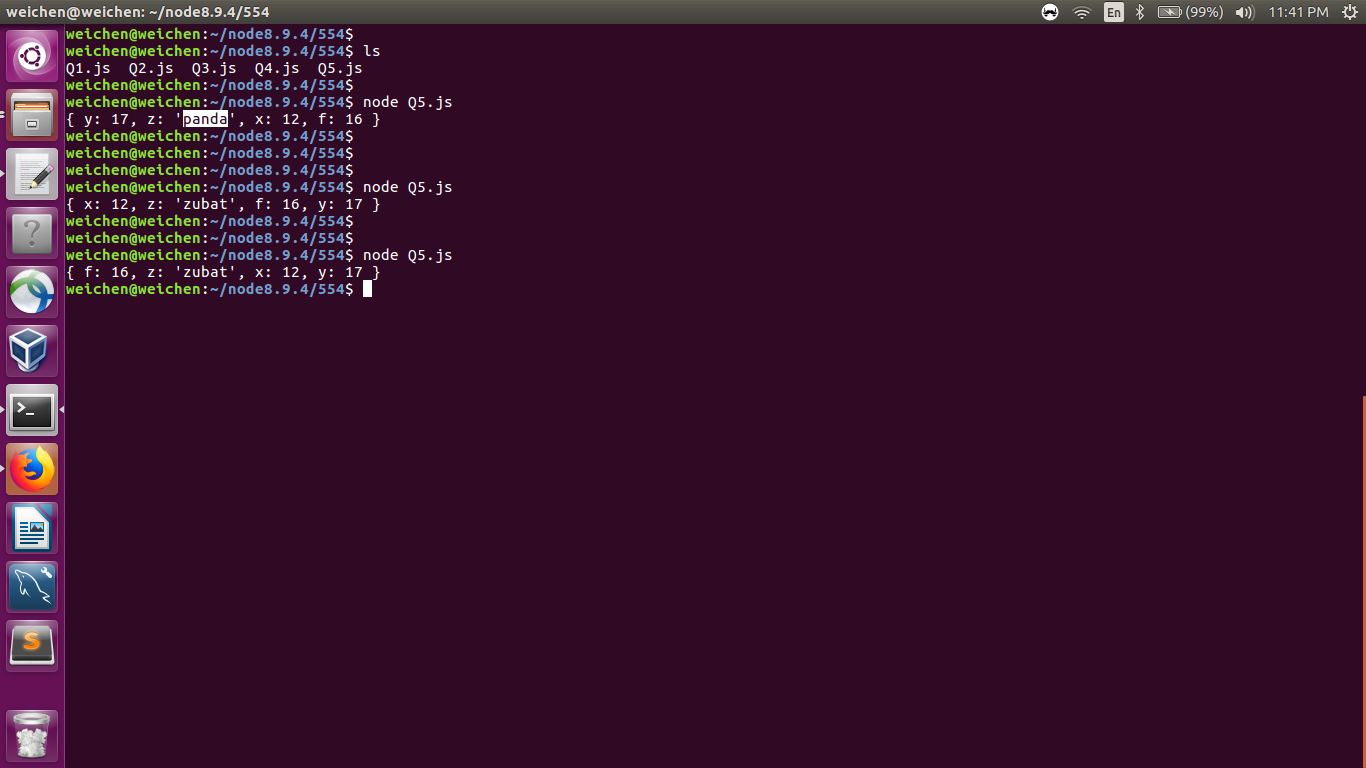 weichen@weichen: ~/node8.9.4/554
En
(99%)
11:41 PM
weichen@weichen:~/node8.9.4/554$
weichen@weichen:~/node8.9.4/554$ ls
Q1.js  Q2.js  Q3.js  Q4.js  Q5.js
weichen@weichen:~/node8.9.4/554$
weichen@weichen:~/node8.9.4/554$ node Q5.js
{ y: 17, z: 'panda', x: 12, f: 16 }
weichen@weichen:~/node8.9.4/554$
weichen@weichen:~/node8.9.4/554$
weichen@weichen:~/node8.9.4/554$
weichen@weichen:~/node8.9.4/554$ node Q5.js
{ x: 12, z: 'zubat', f: 16, y: 17 }
weichen@weichen:~/node8.9.4/554$
weichen@weichen:~/node8.9.4/554$
weichen@weichen:~/node8.9.4/554$ node Q5.js
{ f: 16, z: 'zubat', x: 12, y: 17 }
weichen@weichen:~/node8.9.4/554$